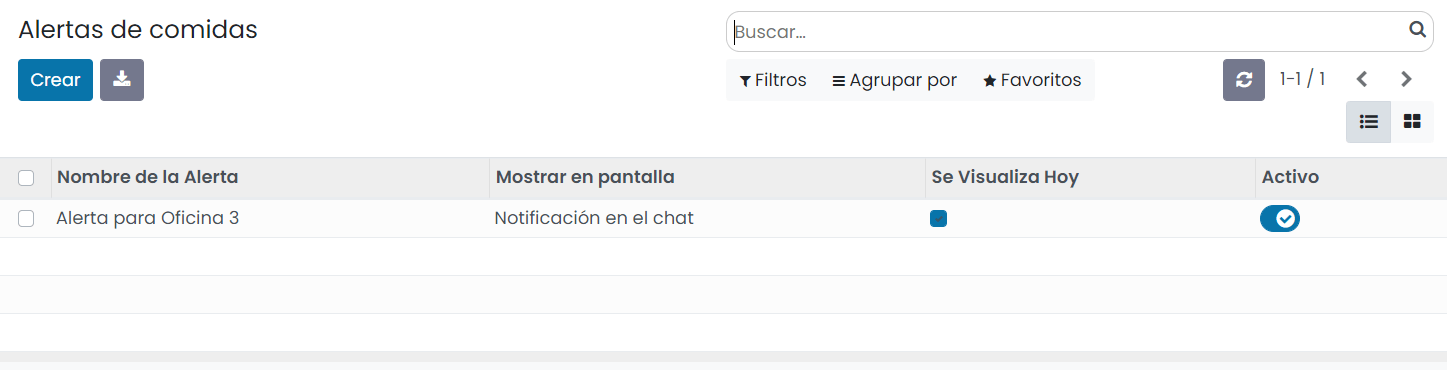 Alertas de comidas
Buscar...
Crear
Filtros Agrupar por Favoritos
1-1 / 1
Nombre de la Alerta Mostrar en pantalla Se Visualiza Hoy Activo
Alerta para Oficina 3 Notificación en el chat